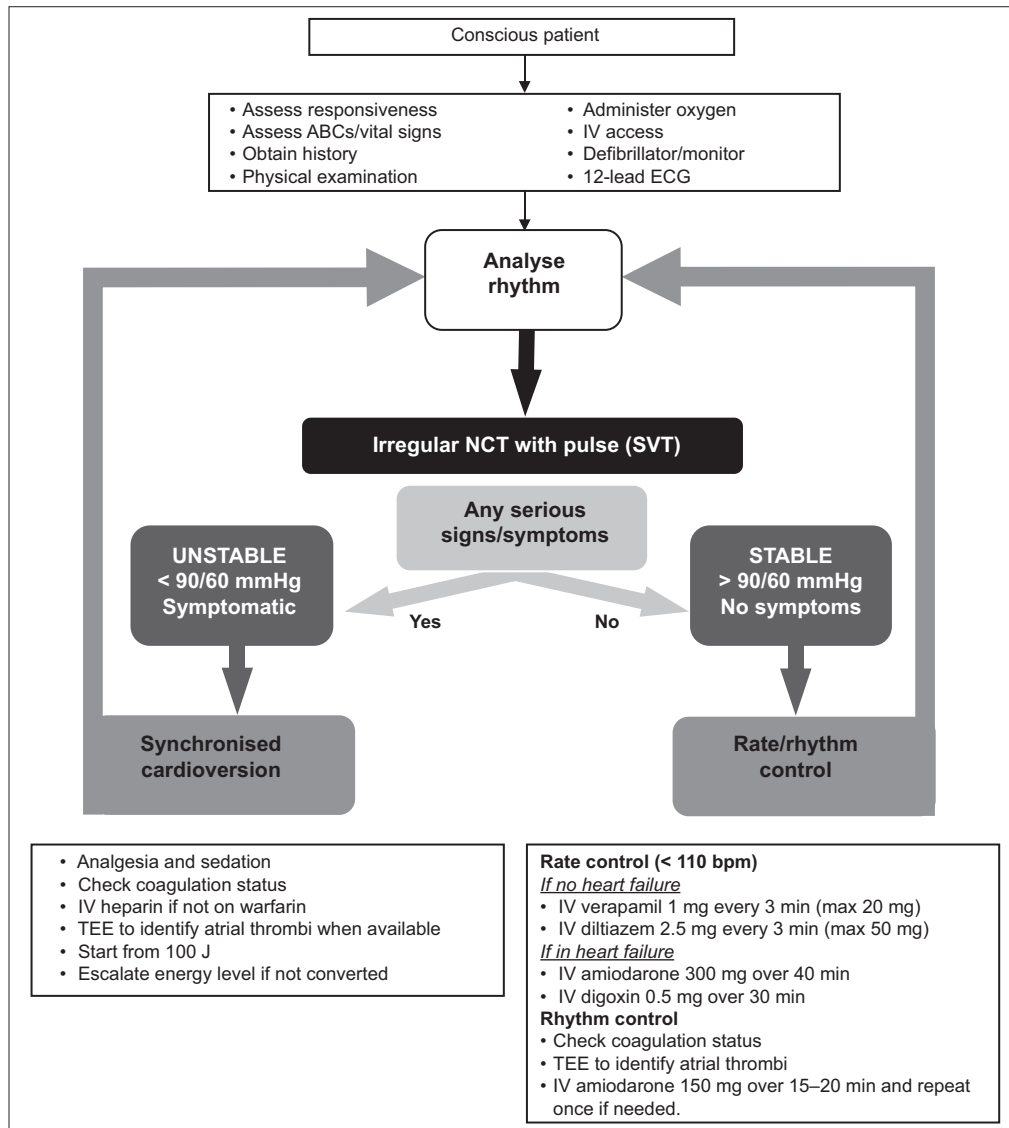 Conscious patient
• Assess responsiveness
• Assess ABCs/vital signs
• Obtain history
• Physical examination
• Administer oxygen
• IV access
• Defibrillator/monitor
• 12-lead ECG
Analyse
rhythm
Irregular NCT with pulse (SVT)
Any serious
signs/symptoms
UNSTABLE
< 90/60 mmHg
Symptomatic
Yes
No
STABLE
> 90/60 mmHg
No symptoms
Synchronised
cardioversion
Rate/rhythm
control
• Analgesia and sedation
• Check coagulation status
• IV heparin if not on warfarin
• TEE to identify atrial thrombi when available
• Start from 100 J
• Escalate energy level if not converted
Rate control (< 110 bpm)
If no heart failure
• IV verapamil 1 mg every 3 min (max 20 mg)
• IV diltiazem 2.5 mg every 3 min (max 50 mg)
If in heart failure
• IV amiodarone 300 mg over 40 min
• IV digoxin 0.5 mg over 30 min
Rhythm control
• Check coagulation status
• TEE to identify atrial thrombi
• IV amiodarone 150 mg over 15–20 min and repeat
once if needed.